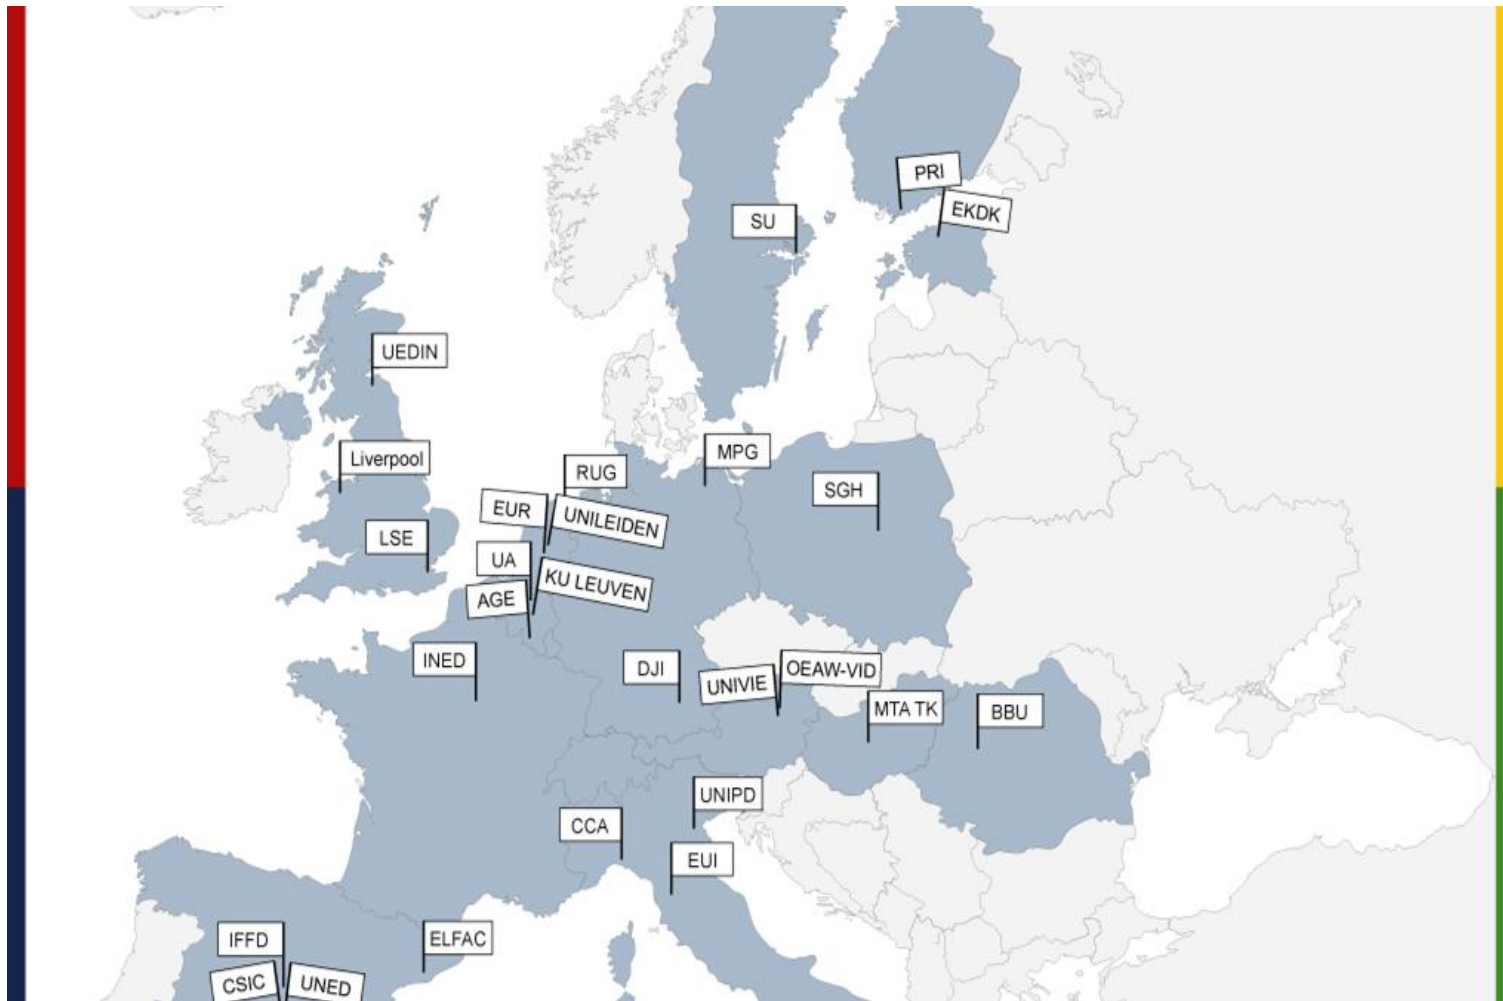 PRI
EKDK
SU
UEDIN
Liverpool
MPG
RUG
SGH
EUR
UNILEIDEN
LSE
UA
KU LEUVEN
AGE
INED
DJI
UNIVIE
OEAW-VID
MTA TK
BBU
UNIPD
CCA
EUI
IFFD
ELFAC
CSIC
UNED